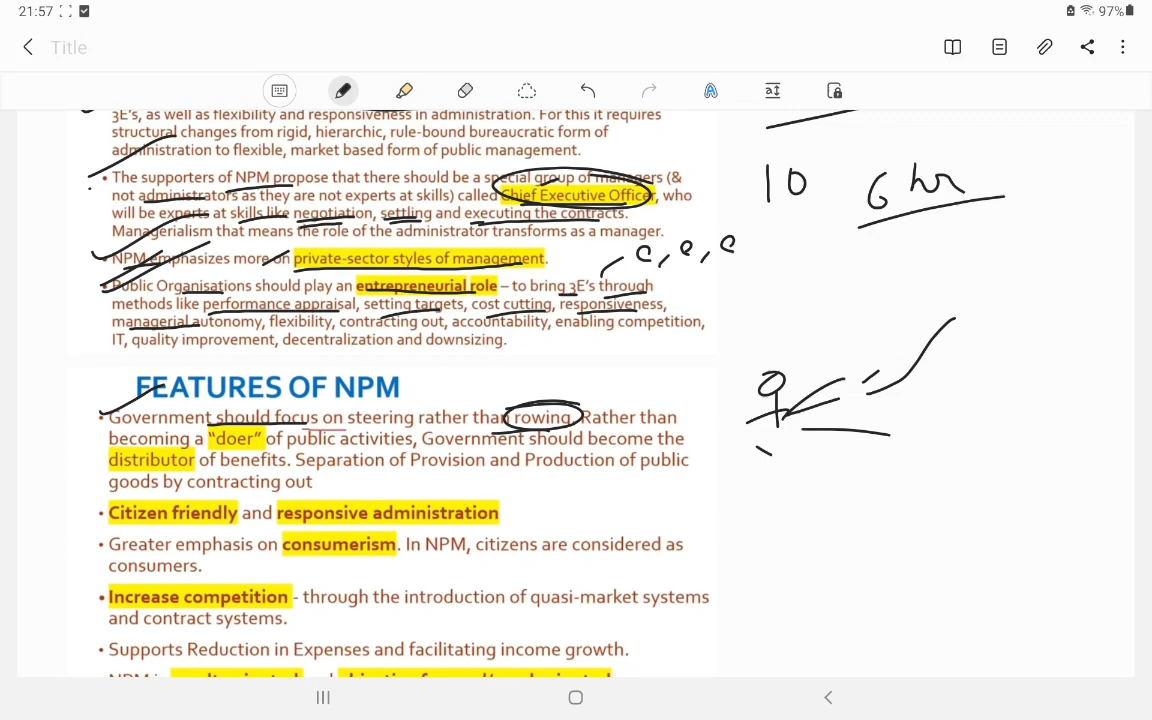 21:57
97%
Title
3E's, as well as flexibility and responsiveness in administration. For this it requires
structural changes from rigid, hierarchic, rule-bound bureaucratic form of
administration to flexible, market based form of public management.
• The supporters of NPM propose that there should be a special group of managers (&
not administrators as they are not experts at skills) called Chief Executive Officer, who
will be experts at skills like negotiation, settling and executing the contracts.
Managerialism that means the role of the administrator transforms as a manager.
• NPM emphasizes more on private-sector styles of management.
• Public Organisations should play an entrepreneurial role – to bring 3E's through
methods like performance appraisal, setting targets, cost cutting, responsiveness,
managerial autonomy, flexibility, contracting out, accountability, enabling competition,
IT, quality improvement, decentralization and downsizing.
10 6 hr
e, e, e
FEATURES OF NPM
• Government should focus on steering rather than rowing. Rather than
becoming a “doer” of public activities, Government should become the
distributor of benefits. Separation of Provision and Production of public
goods by contracting out
• Citizen friendly and responsive administration
• Greater emphasis on consumerism. In NPM, citizens are considered as
consumers.
• Increase competition - through the introduction of quasi-market systems
and contract systems.
• Supports Reduction in Expenses and facilitating income growth.